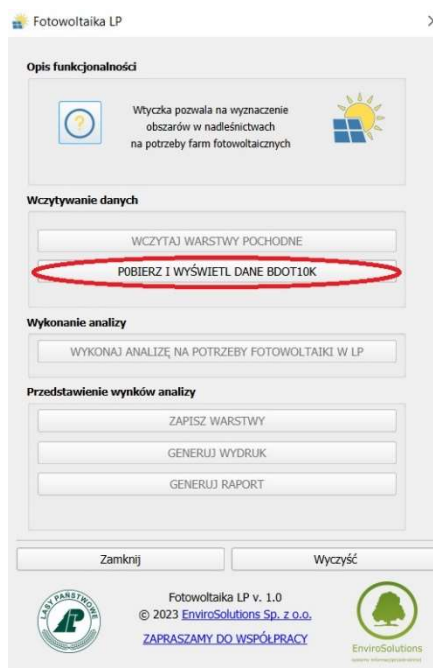 Fotowoltaika LP
Opis funkcjonalności
Wtyczka pozwala na wyznaczenie
obszarów w nadleśnictwach
na potrzeby farm fotowoltaicznych
Wczytywanie danych
WCZYTAJ WARSTWY POCHODNE
P0BIERZ I WYŚWIETL DANE BDOT10K
Wykonanie analizy
WYKONAJ ANALIZĘ NA POTRZEBY FOTOWOLTAIKI W LP
Przedstawienie wynków analizy
ZAPISZ WARSTWY
GENERUJ WYDRUK
GENERUJ RAPORT
Zamknij
Wyczyść
LASY PAŃSTWOWE
Fotowoltaika LP v. 1.0
© 2023 EnviroSolutions Sp. z o.o.
ZAPRASZAMY DO WSPÓŁPRACY
EnviroSolutions